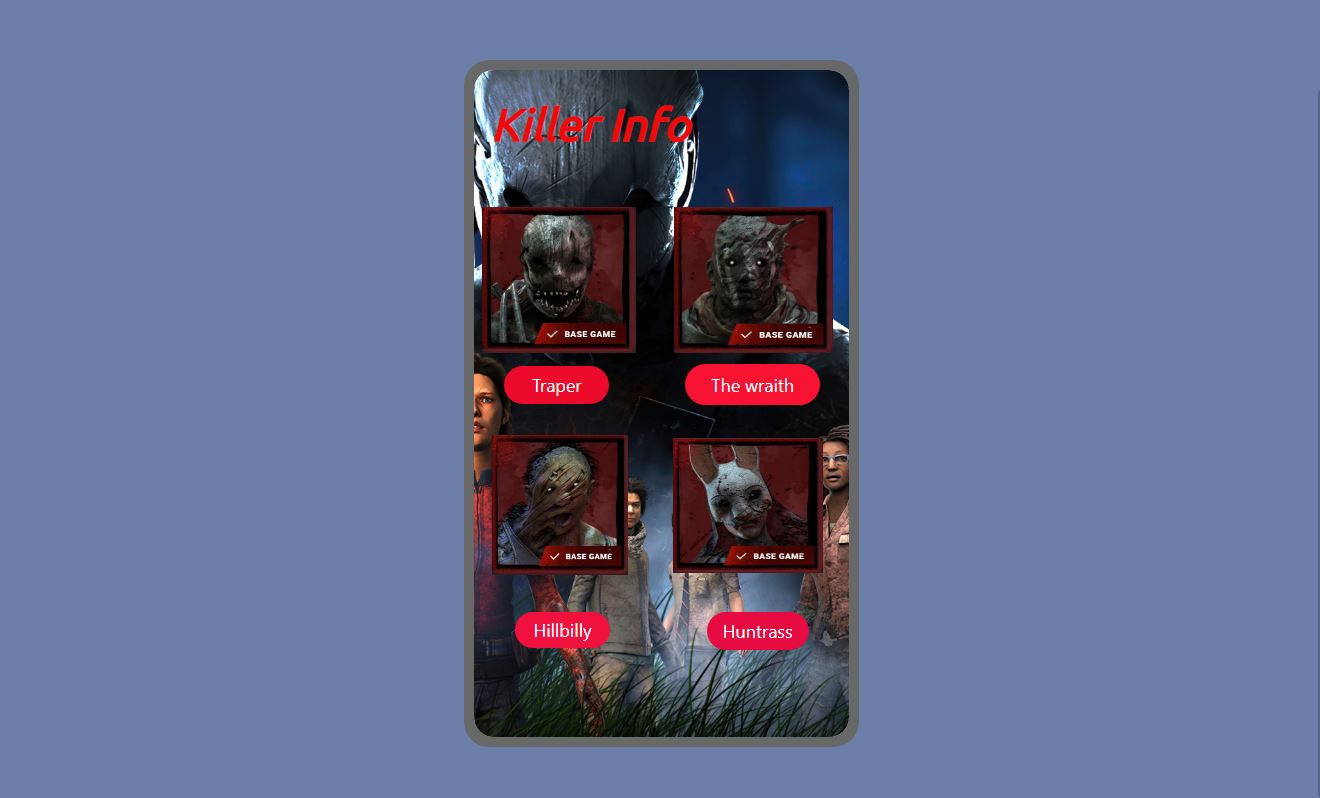 Killer Info
BASE GAME
BASE GAME
Traper
The wraith
BASE GAME
BASE GAME
Hillbilly
Huntrass